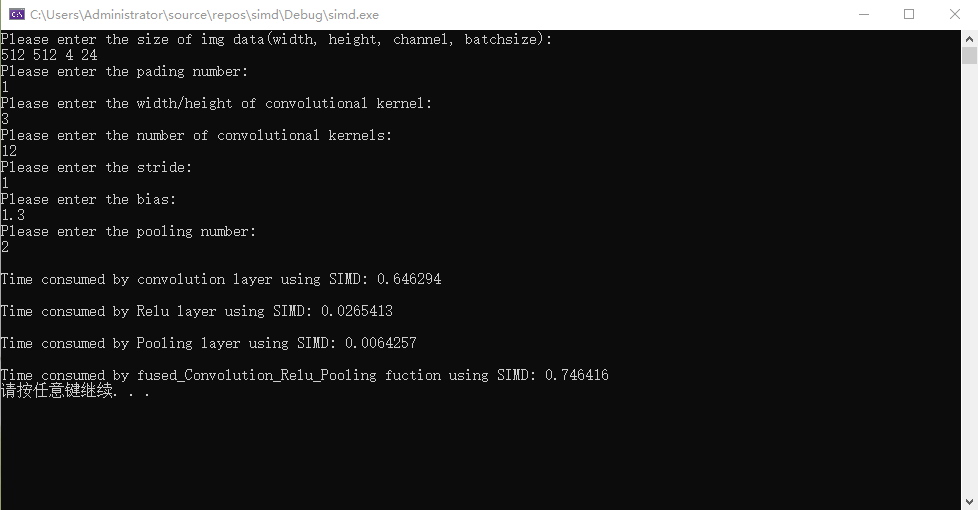 C:\Users\Administrator\source\repos\simd\Debug\simd.exe
Please enter the size of img data(width, height, channel, batchsize):
512 512 4 24
Please enter the pading number:
1
Please enter the width/height of convolutional kernel:
3
Please enter the number of convolutional kernels:
12
Please enter the stride:
1
Please enter the bias:
1.3
Please enter the pooling number:
2
Time consumed by convolution layer using SIMD: 0.646294
Time consumed by Relu layer using SIMD: 0.0265413
Time consumed by Pooling layer using SIMD: 0.0064257
Time consumed by fused_Convolution_Relu_Pooling fuction using SIMD: 0.746416
请按任意键继续. . .